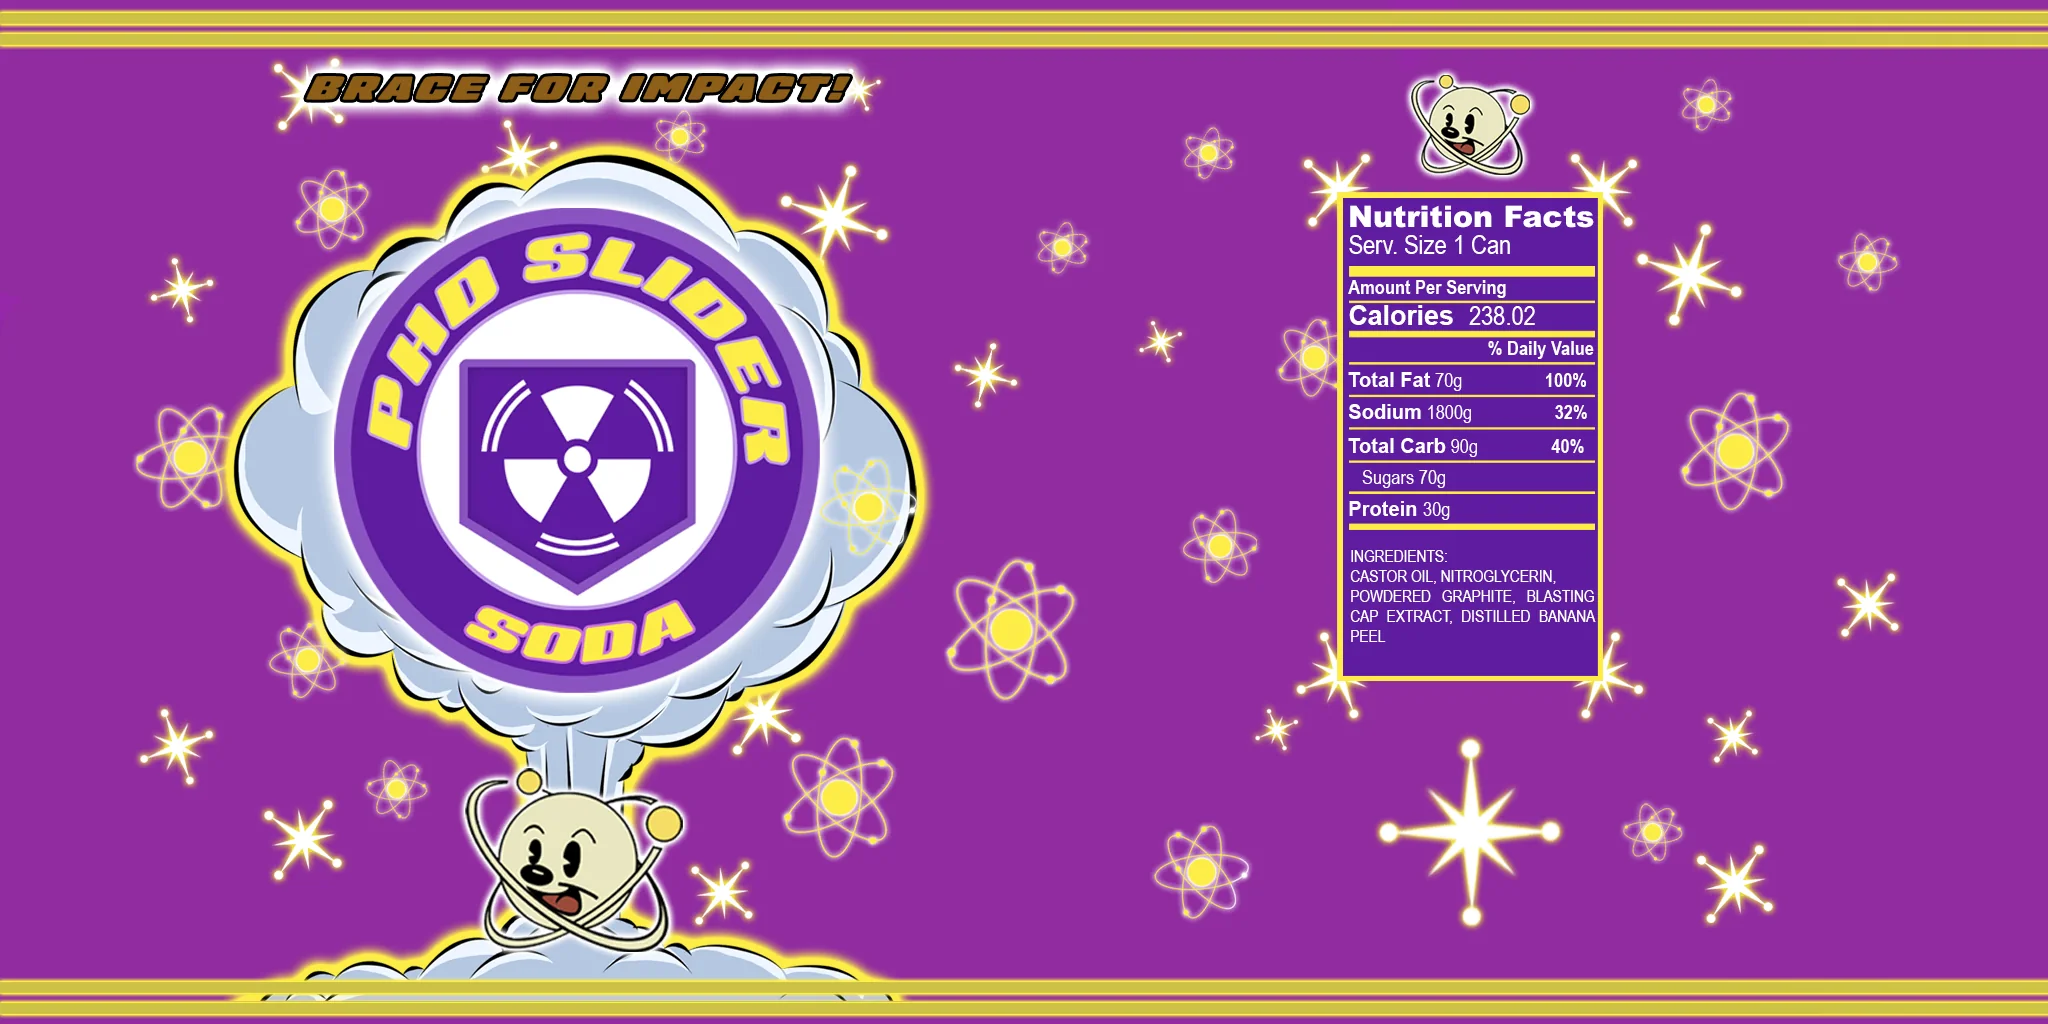 BRACE FOR IMPACT!
PHD SLIDER
SODA
Nutrition Facts
Serv. Size 1 Can
Amount Per Serving
Calories 238.02
% Daily Value
Total Fat 70g 100%
Sodium 1800g 32%
Total Carb 90g 40%
Sugars 70g
Protein 30g
INGREDIENTS:
CASTOR OIL, NITROGLYCERIN,
POWDERED GRAPHITE, BLASTING
CAP EXTRACT, DISTILLED BANANA
PEEL